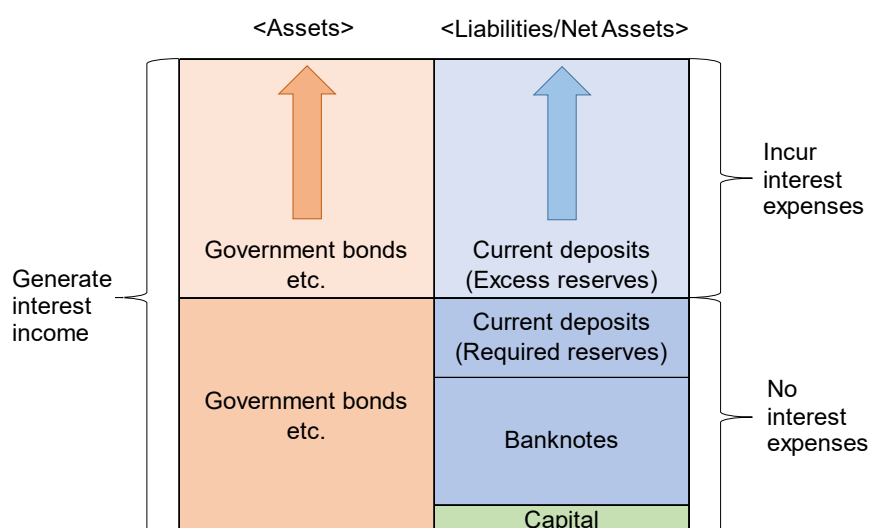 <Assets>
<Liabilities/Net Assets>
Government bonds
etc.
Current deposits
(Excess reserves)
Incur
interest
expenses
Generate
interest
income
Government bonds
etc.
Current deposits
(Required reserves)
Banknotes
Capital
No
interest
expenses